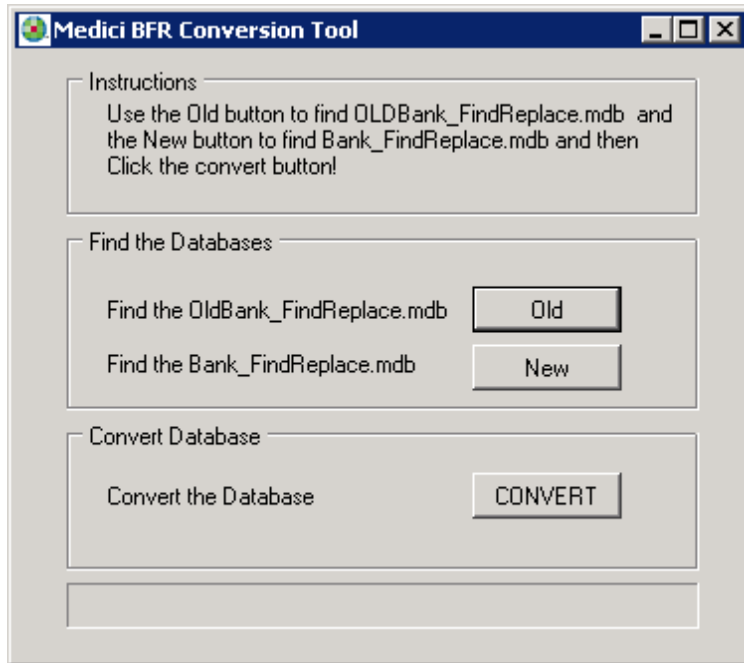 Medici BFR Conversion Tool
Instructions
Use the Old button to find OLDBank_FindReplace.mdb and
the New button to find Bank_FindReplace.mdb and then
Click the convert button!
Find the Databases
Find the OldBank_FindReplace.mdb Old
Find the Bank_FindReplace.mdb New
Convert Database
Convert the Database CONVERT